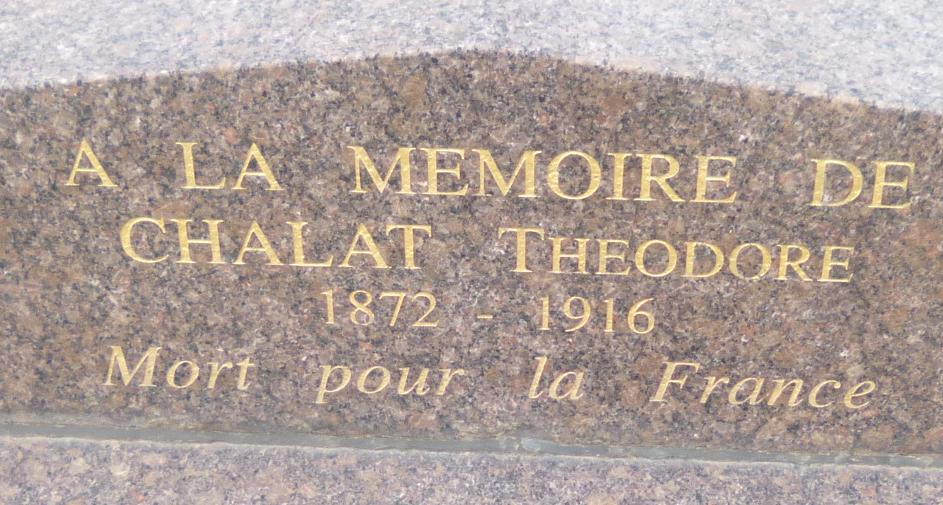 A LA MEMOIRE DE
CHALAT THEODORE
1872 - 1916
Mort pour la France